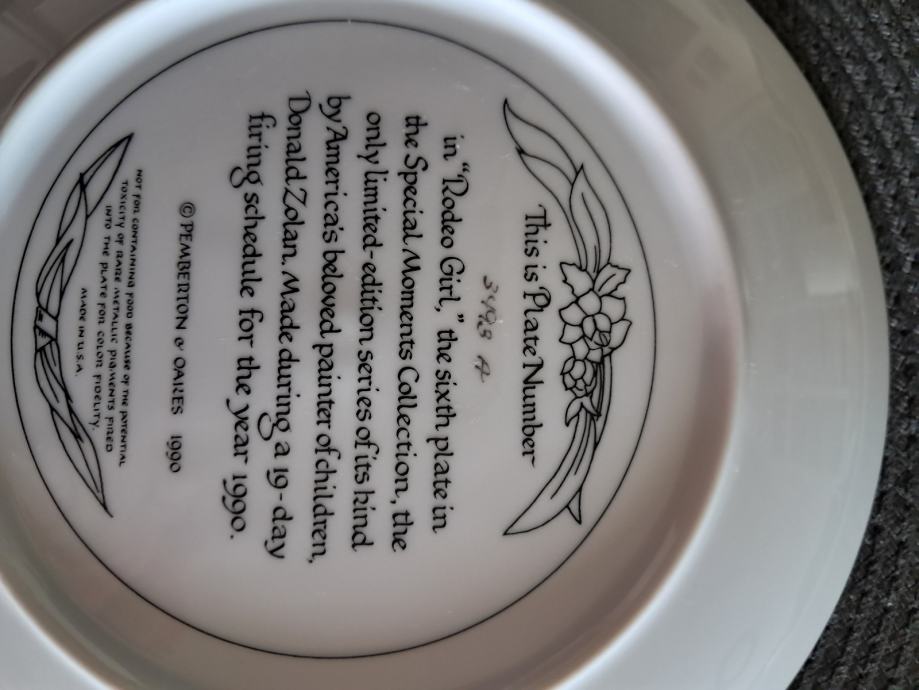 This is Plate Number
3498 A
in "Rodeo Girl," the sixth plate in
the Special Moments Collection, the
only limited-edition series of its kind
by America's beloved painter of children,
Donald Zolan. Made during a 19-day
firing schedule for the year 1990.
© PEMBERTON & OAKES 1990
NOT FOR CONTAINING FOOD BECAUSE OF THE POTENTIAL
TOXICITY OF RARE METALLIC PIGMENTS FIRED
INTO THE PLATE FOR COLOR FIDELITY.
MADE IN U.S.A.